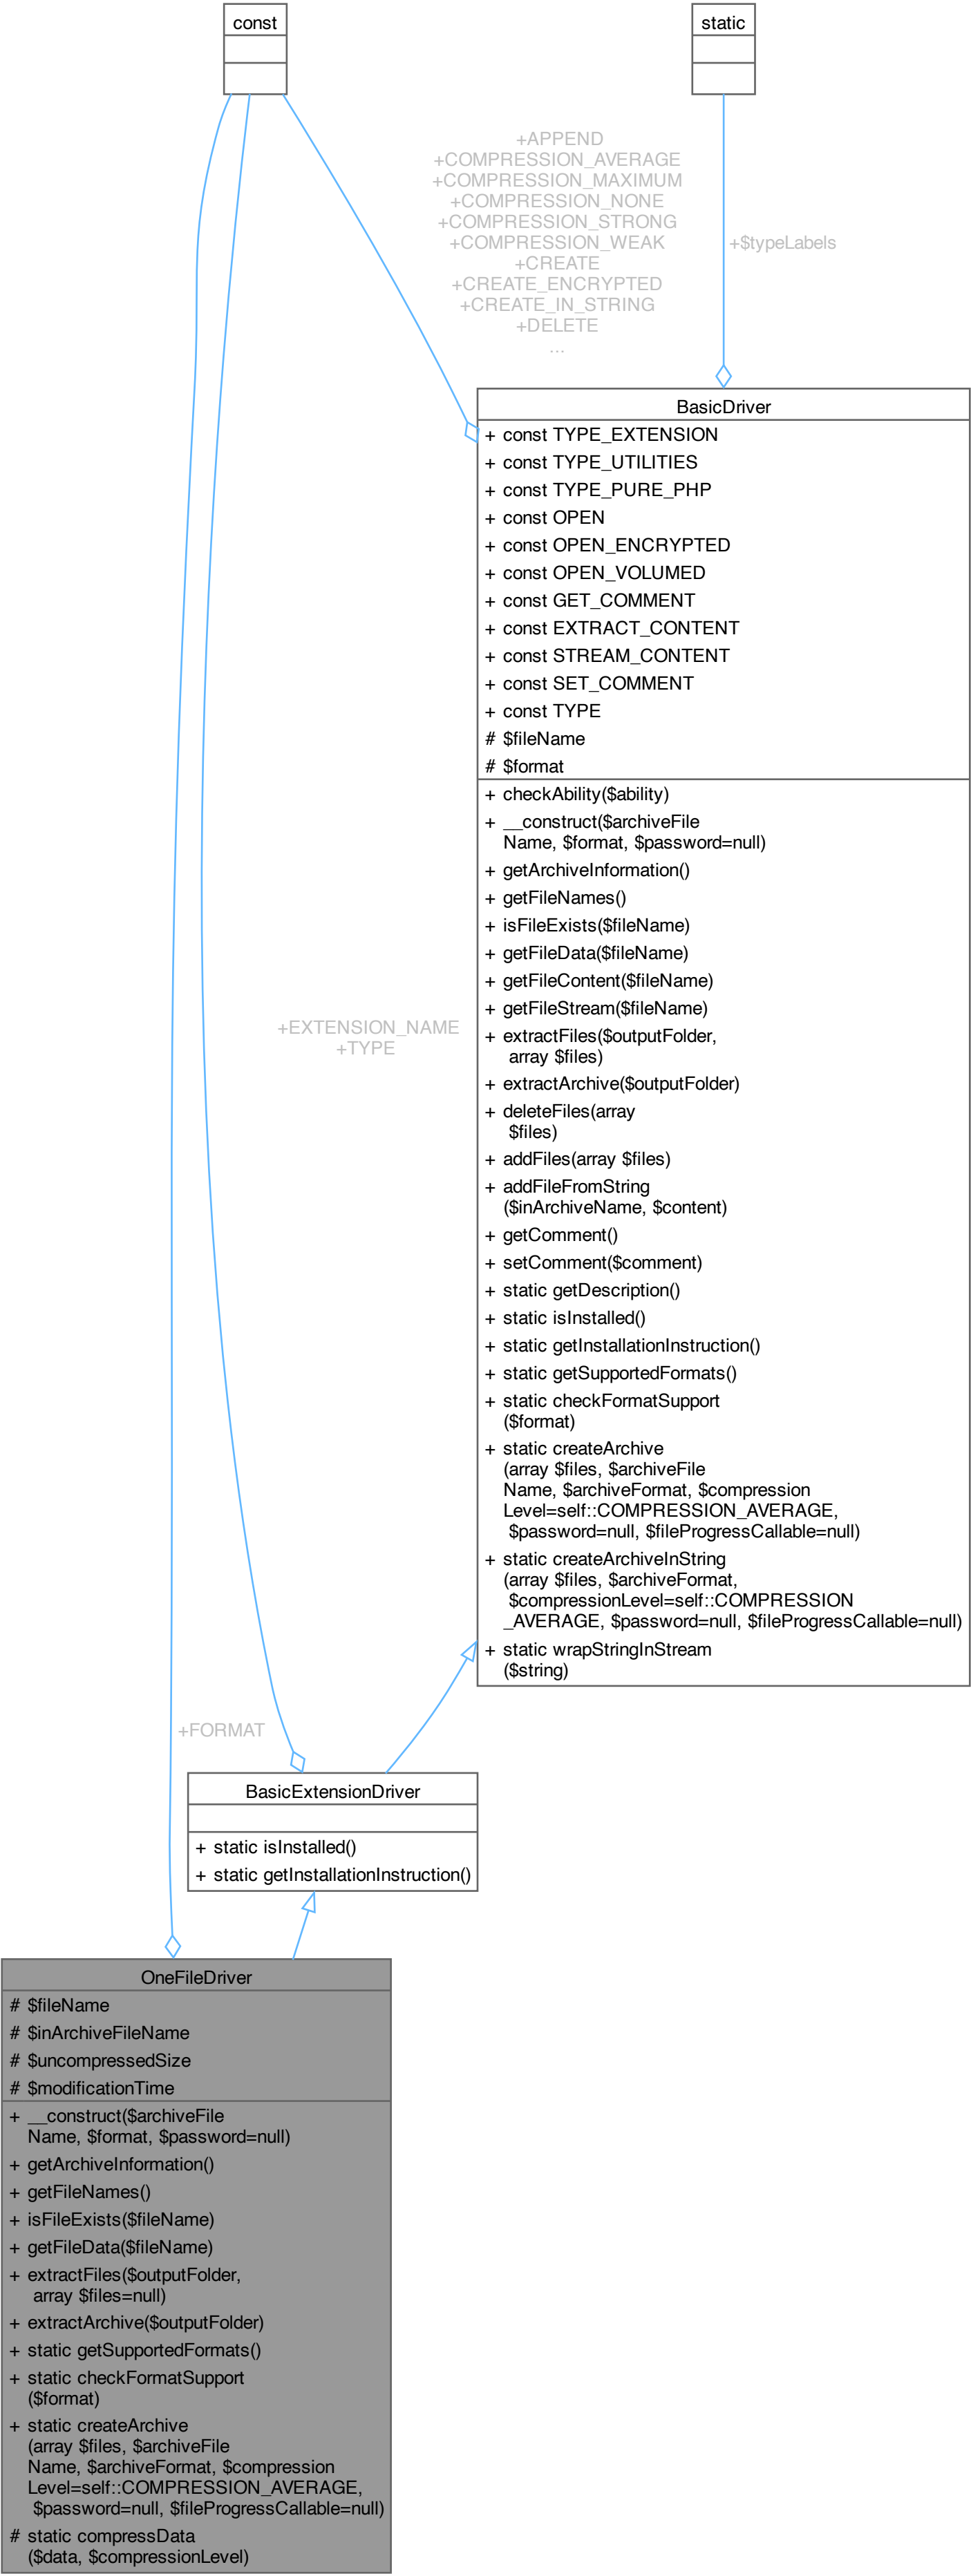 const
static
+APPEND
+COMPRESSION_AVERAGE
+COMPRESSION_MAXIMUM
+COMPRESSION_NONE
+COMPRESSION_STRONG
+COMPRESSION_WEAK
+CREATE
+CREATE_ENCRYPTED
+CREATE_IN_STRING
+DELETE
...
+$typeLabels
BasicDriver
+ const TYPE_EXTENSION
+ const TYPE_UTILITIES
+ const TYPE_PURE_PHP
+ const OPEN
+ const OPEN_ENCRYPTED
+ const OPEN_VOLUMED
+ const GET_COMMENT
+ const EXTRACT_CONTENT
+ const STREAM_CONTENT
+ const SET_COMMENT
+ const TYPE
# $fileName
# $format
+ checkAbility($ability)
+ __construct($archiveFile
Name, $format, $password=null)
+ getArchiveInformation()
+ getFileNames()
+ isFileExists($fileName)
+ getFileData($fileName)
+ getFileContent($fileName)
+ getFileStream($fileName)
+ extractFiles($outputFolder,
array $files)
+ extractArchive($outputFolder)
+ deleteFiles(array
$files)
+ addFiles(array $files)
+ addFileFromString
($inArchiveName, $content)
+ getComment()
+ setComment($comment)
+ static getDescription()
+ static isInstalled()
+ static getInstallationInstruction()
+ static getSupportedFormats()
+ static checkFormatSupport
($format)
+ static createArchive
(array $files, $archiveFile
Name, $archiveFormat, $compression
Level=self::COMPRESSION_AVERAGE,
$password=null, $fileProgressCallable=null)
+ static createArchiveInString
(array $files, $archiveFormat,
$compressionLevel=self::COMPRESSION
_AVERAGE, $password=null, $fileProgressCallable=null)
+ static wrapStringInStream
($string)
+EXTENSION_NAME
+TYPE
+FORMAT
BasicExtensionDriver
+ static isInstalled()
+ static getInstallationInstruction()
OneFileDriver
# $fileName
# $inArchiveFileName
# $uncompressedSize
# $modificationTime
+ __construct($archiveFile
Name, $format, $password=null)
+ getArchiveInformation()
+ getFileNames()
+ isFileExists($fileName)
+ getFileData($fileName)
+ extractFiles($outputFolder,
array $files=null)
+ extractArchive($outputFolder)
+ static getSupportedFormats()
+ static checkFormatSupport
($format)
+ static createArchive
(array $files, $archiveFile
Name, $archiveFormat, $compression
Level=self::COMPRESSION_AVERAGE,
$password=null, $fileProgressCallable=null)
# static compressData
($data, $compressionLevel)